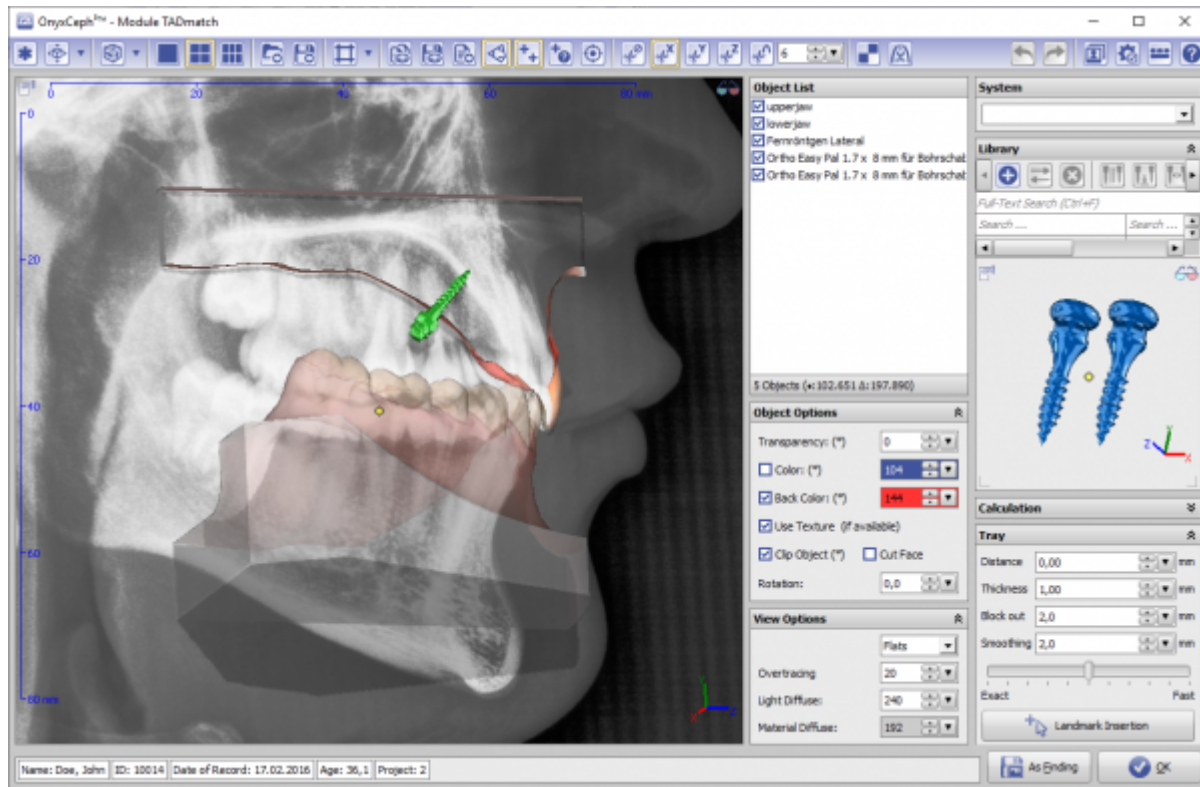 OnyxCeph³™ - Module TADmatch
6
0 20 40 60 80 mm
0
20
40
60
80 mm
Y
X Z
Object List
upperjaw
lowerjaw
Fernröntgen Lateral
Ortho Easy Pal 1.7 x 8 mm für Bohrschab
Ortho Easy Pal 1.7 x 8 mm für Bohrschab
5 Objects (•:102.651 Δ:197.890)
Object Options
Transparency: (*) 0
Color: (*) 104
Back Color: (*) 144
Use Texture (if available)
Clip Object (*) Cut Face
Rotation: 0,0
View Options
Flats
Overtracing 20
Light Diffuse: 240
Material Diffuse: 192
System
Library
Full-Text Search (Ctrl+F)
Search ... Search ...
Y
Z X
Calculation
Tray
Distance 0,00 mm
Thickness 1,00 mm
Block out 2,0 mm
Smoothing 2,0 mm
Exact Fast
Landmark Insertion
Name: Doe, John ID: 10014 Date of Record: 17.02.2016 Age: 36,1 Project: 2
As Ending OK